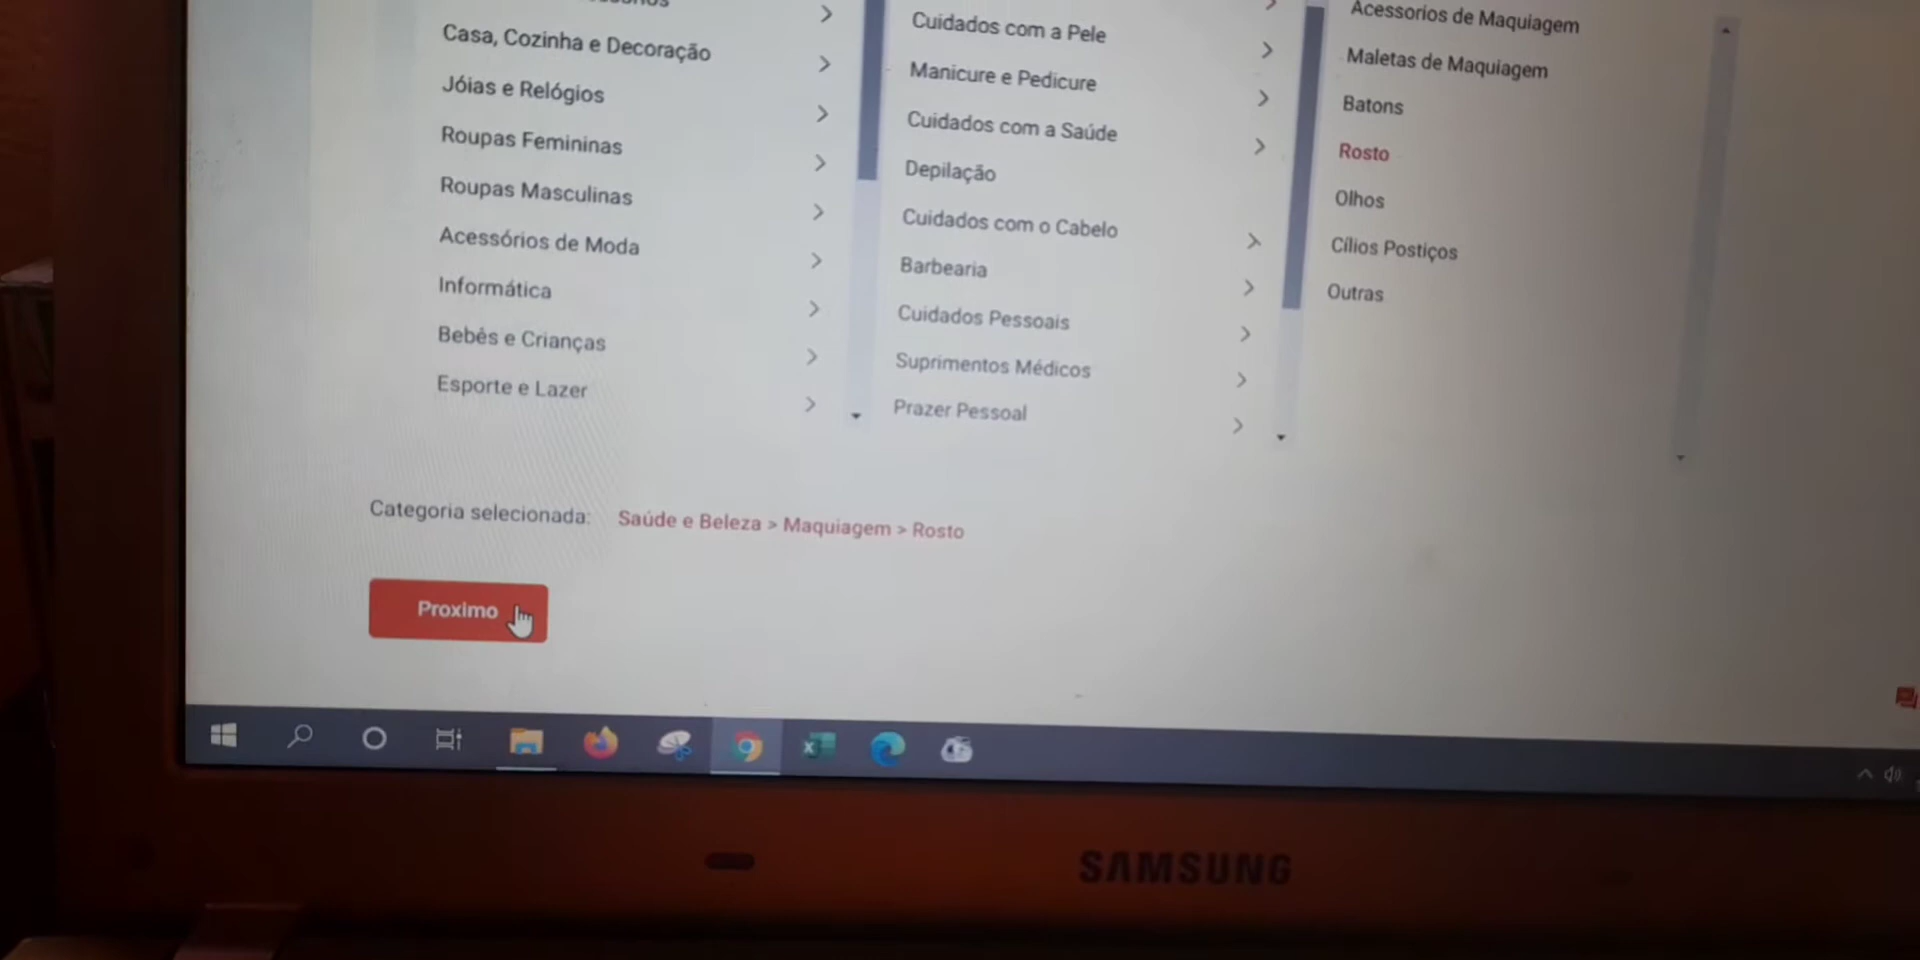 Casa, Cozinha e Decoração
Jóias e Relógios
Roupas Femininas
Roupas Masculinas
Acessórios de Moda
Informática
Bebês e Crianças
Esporte e Lazer
Cuidados com a Pele
Manicure e Pedicure
Cuidados com a Saúde
Depilação
Cuidados com o Cabelo
Barbearia
Cuidados Pessoais
Suprimentos Médicos
Prazer Pessoal
Acessorios de Maquiagem
Maletas de Maquiagem
Batons
Rosto
Olhos
Cílios Postiços
Outras
Categoria selecionada: Saúde e Beleza > Maquiagem > Rosto
Proximo
SAMSUNG